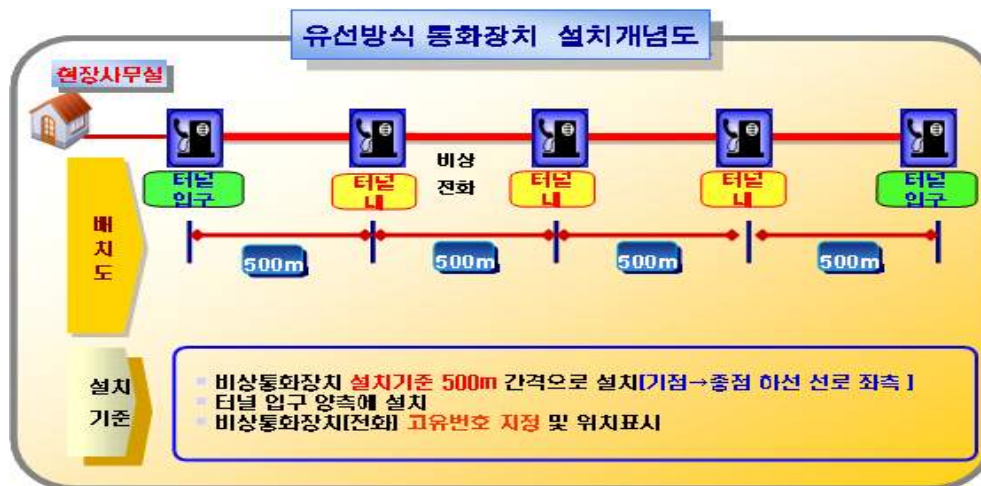 유선방식 통화장치 설치개념도
현장사무실
비상
전화
터널
입구
터널
내
터널
내
터널
내
터널
입구
배
치
도
500m
500m
500m
500m
설치
기준
비상통화장치 설치기준 500m 간격으로 설치[기점→종점 하선 선로 좌측 ]
터널 입구 양측에 설치
비상통화장치[전화] 고유번호 지정 및 위치표시